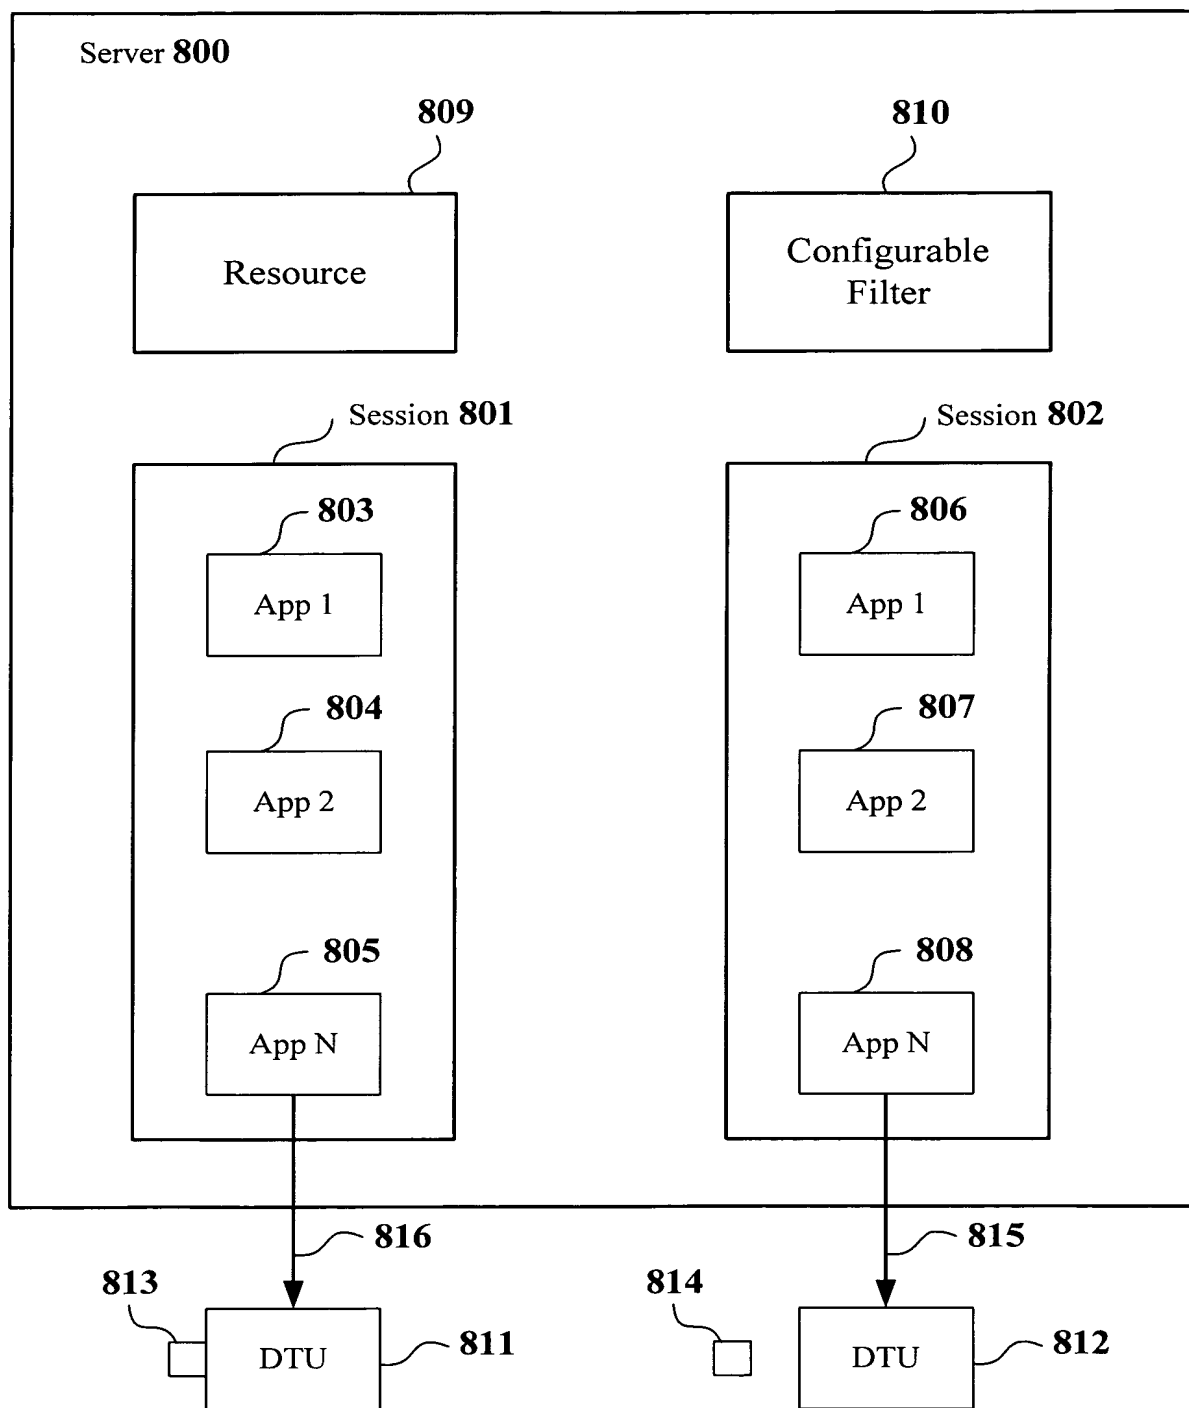 Server 800
809
810
Resource
Configurable
Filter
Session 801
Session 802
803
806
App 1
App 1
804
807
App 2
App 2
805
808
App N
App N
816
815
813
814
DTU
811
DTU
812